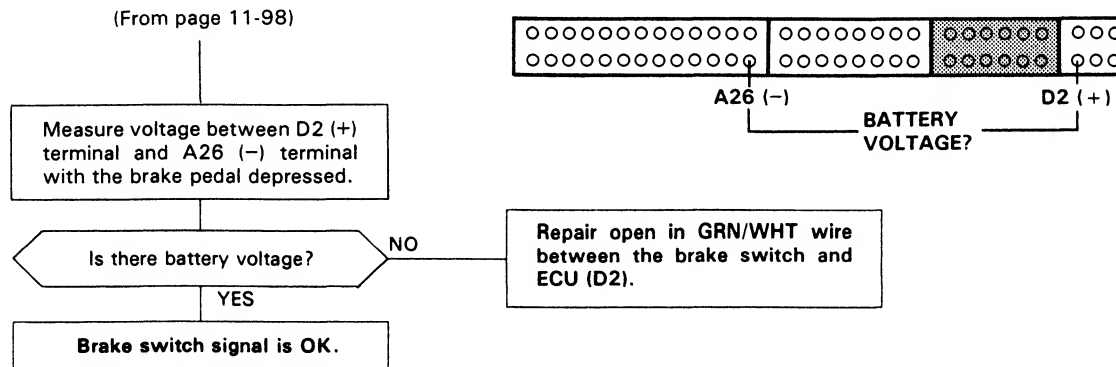 (From page 11-98)
A26 (−)
D2 (+)
BATTERY
VOLTAGE?
Measure voltage between D2 (+)
terminal and A26 (−) terminal
with the brake pedal depressed.
Is there battery voltage?
NO
Repair open in GRN/WHT wire
between the brake switch and
ECU (D2).
YES
Brake switch signal is OK.